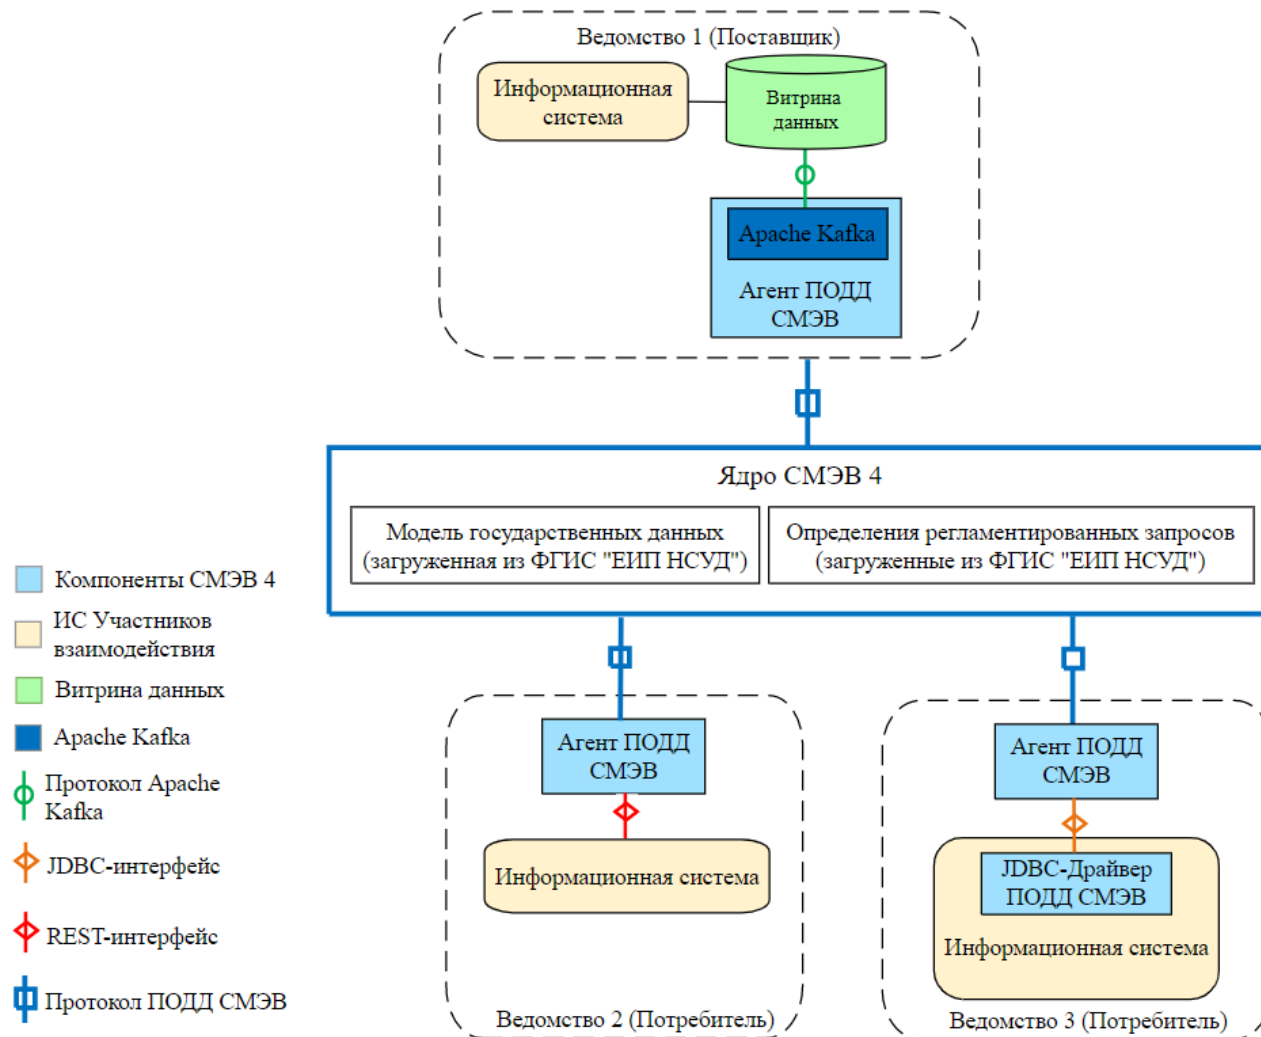 Ведомство 1 (Поставщик)
Информационная
система
Витрина
данных
Apache Kafka
Агент ПОДД
СМЭВ
Ядро СМЭВ 4
Модель государственных данных
(загруженная из ФГИС "ЕИП НСУД")
Определения регламентированных запросов
(загруженные из ФГИС "ЕИП НСУД")
Компоненты СМЭВ 4
ИС Участников
взаимодействия
Витрина данных
Apache Kafka
Протокол Apache
Kafka
JDBC-интерфейс
REST-интерфейс
Протокол ПОДД СМЭВ
Агент ПОДД
СМЭВ
Информационная система
Ведомство 2 (Потребитель)
Агент ПОДД
СМЭВ
JDBC-Драйвер
ПОДД СМЭВ
Информационная система
Ведомство 3 (Потребитель)